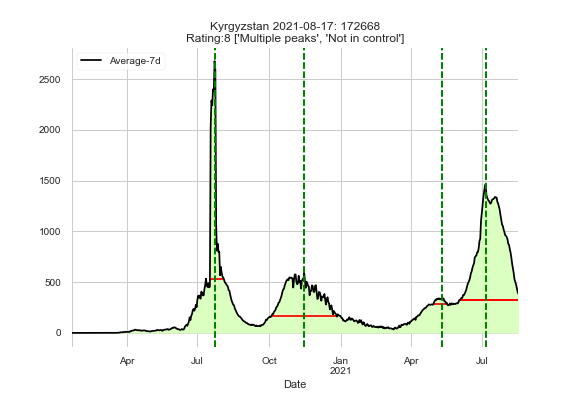 Kyrgyzstan 2021-08-17: 172668
Rating:8 ['Multiple peaks', 'Not in control']
Average-7d
2500
2000
1500
1000
500
0
Apr Jul Oct Jan Apr Jul
2021
Date